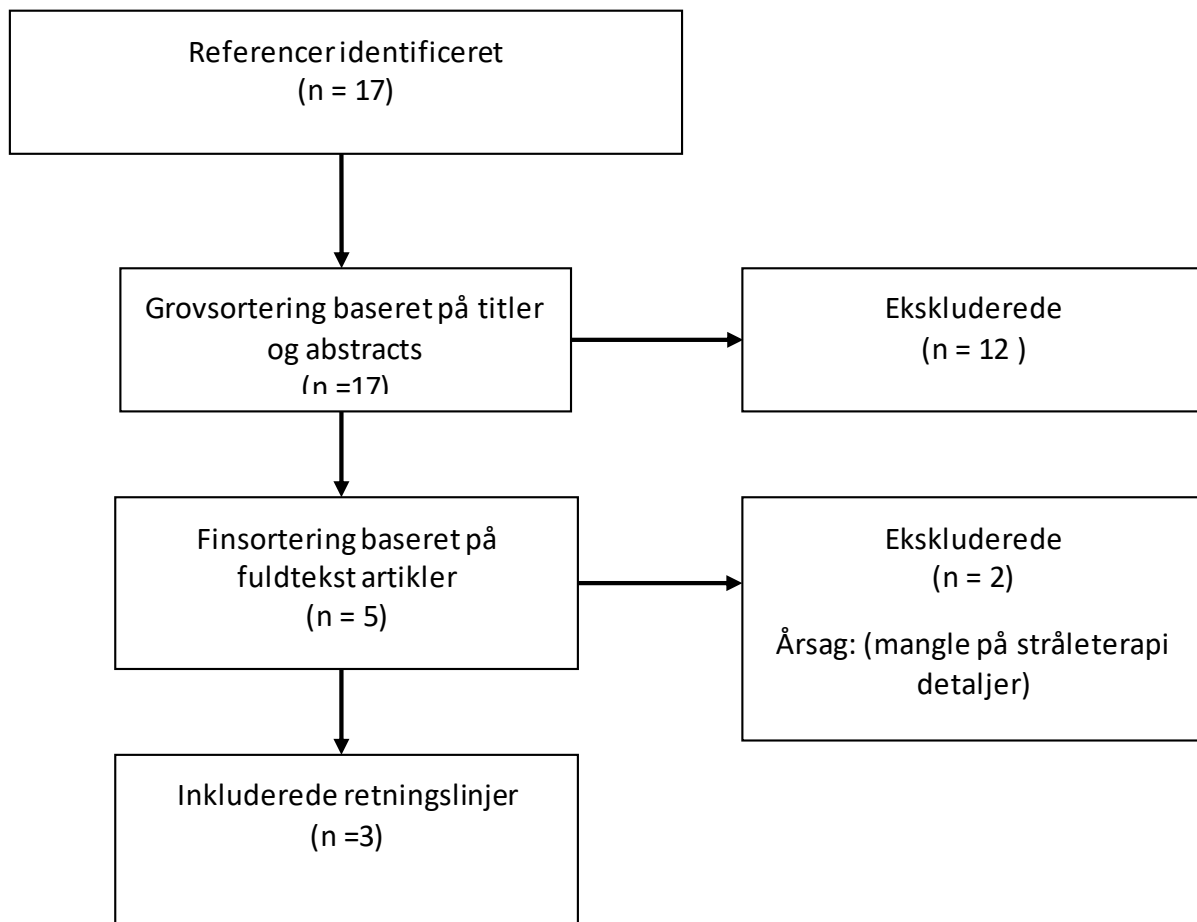 Referencer identificeret
(n = 17)
Grovsortering baseret på titler
og abstracts
(n =17)
Ekskluderede
(n = 12 )
Finsortering baseret på
fuldtekst artikler
(n = 5)
Ekskluderede
(n = 2)
Årsag: (mangle på stråleterapi
detaljer)
Inkluderede retningslinjer
(n =3)